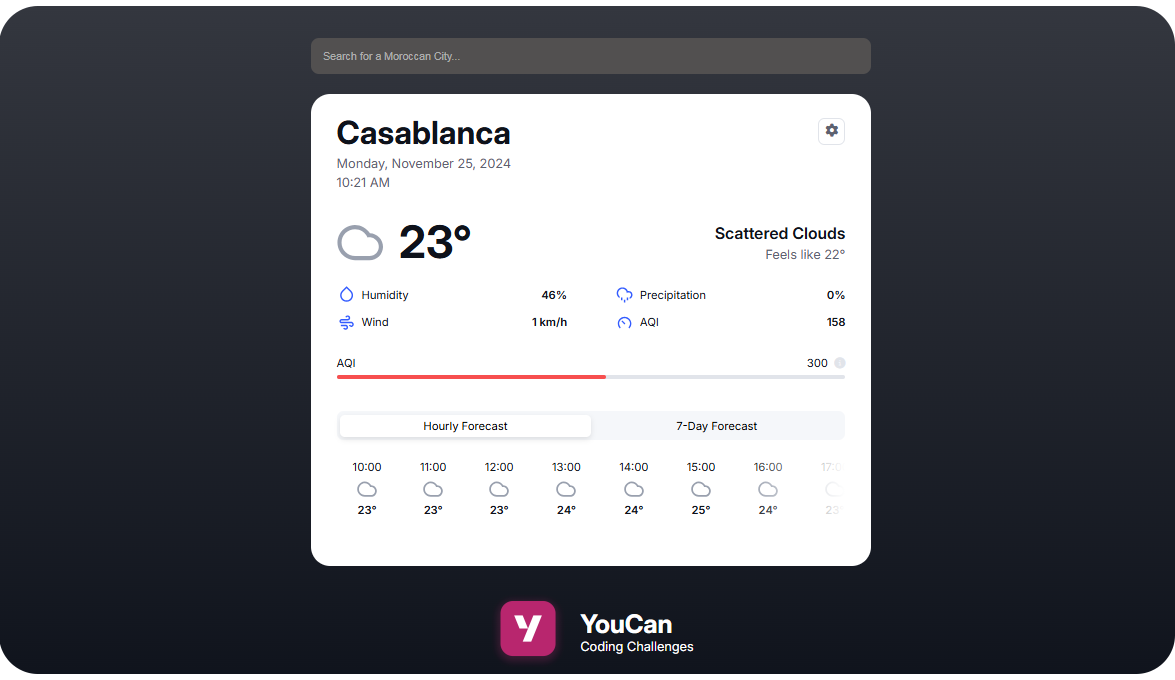 Search for a Moroccan City...
Casablanca
Monday, November 25, 2024
10:21 AM
23°
Scattered Clouds
Feels like 22°
Humidity 46%
Precipitation 0%
Wind 1 km/h
AQI 158
AQI 300
Hourly Forecast 7-Day Forecast
10:00 11:00 12:00 13:00 14:00 15:00 16:00 17:0
23° 23° 23° 24° 24° 25° 24° 23°
YouCan
Coding Challenges